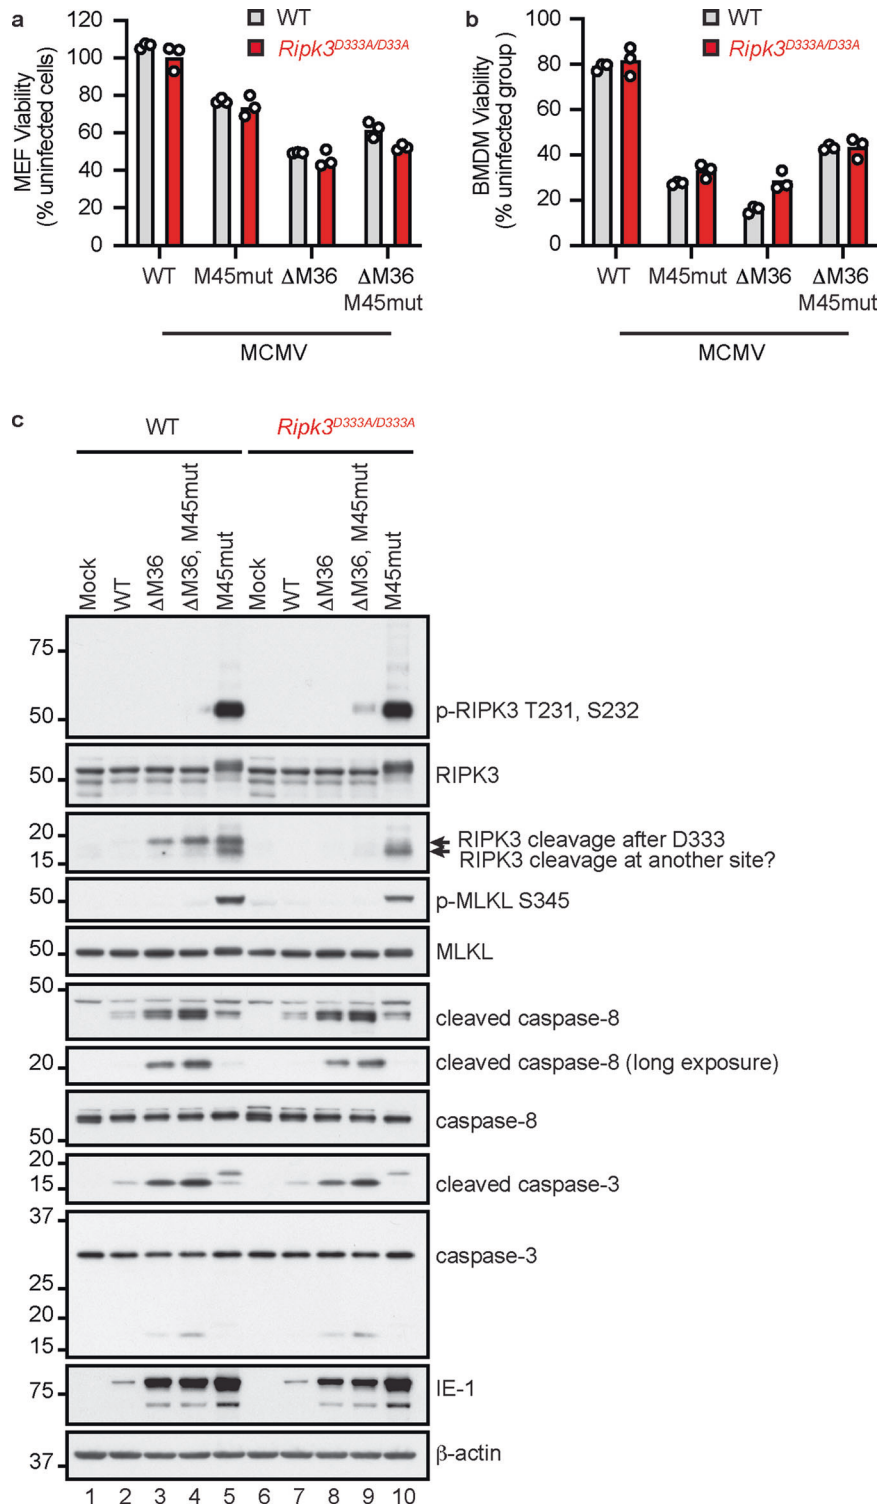 a
WT
Ripk3D333A/D33A
MEF Viability
(% uninfected cells)
120
100
80
60
40
20
0
WT
M45mut
ΔM36
ΔM36
M45mut
MCMV
b
WT
Ripk3D333A/D33A
BMDM Viability
(% uninfected group )
100
80
60
40
20
0
WT
M45mut
ΔM36
ΔM36
M45mut
MCMV
c
WT
Ripk3D333A/D333A
Mock
WT
ΔM36
ΔM36, M45mut
M45mut
Mock
WT
ΔM36
ΔM36, M45mut
M45mut
75
50
p-RIPK3 T231, S232
50
RIPK3
20
15
RIPK3 cleavage after D333
RIPK3 cleavage at another site?
50
p-MLKL S345
50
MLKL
50
cleaved caspase-8
20
cleaved caspase-8 (long exposure)
50
caspase-8
20
15
cleaved caspase-3
37
25
20
15
caspase-3
75
IE-1
37
β-actin
1 2 3 4 5 6 7 8 9 10